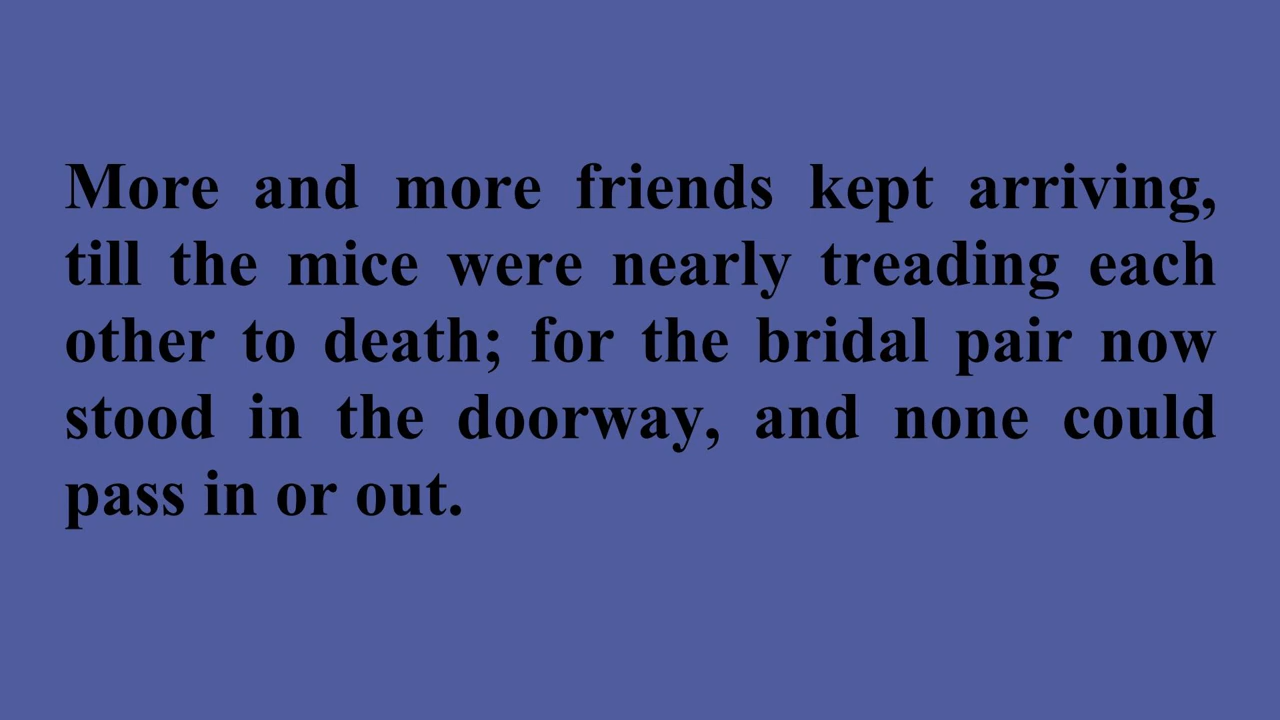 More and more friends kept arriving,
till the mice were nearly treading each
other to death; for the bridal pair now
stood in the doorway, and none could
pass in or out.